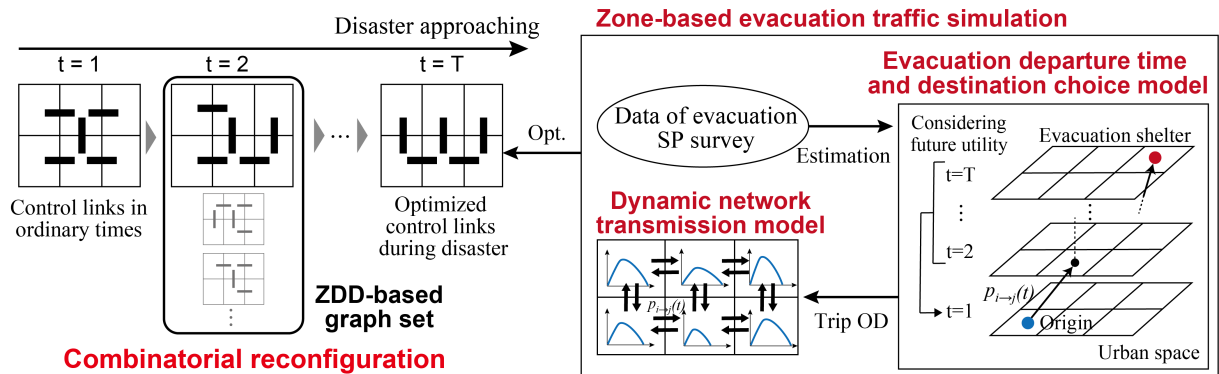 Disaster approaching
t = 1
t = 2
t = T
...
Control links in
ordinary times
Optimized
control links
during disaster
ZDD-based
graph set
Combinatorial reconfiguration
Opt.
Zone-based evacuation traffic simulation
Data of evacuation
SP survey
Estimation
Dynamic network
transmission model
p i→j(t)
Trip OD
Evacuation departure time
and destination choice model
Considering
future utility
t=T
t=2
t=1
Evacuation shelter
p i→j(t)
Origin
Urban space